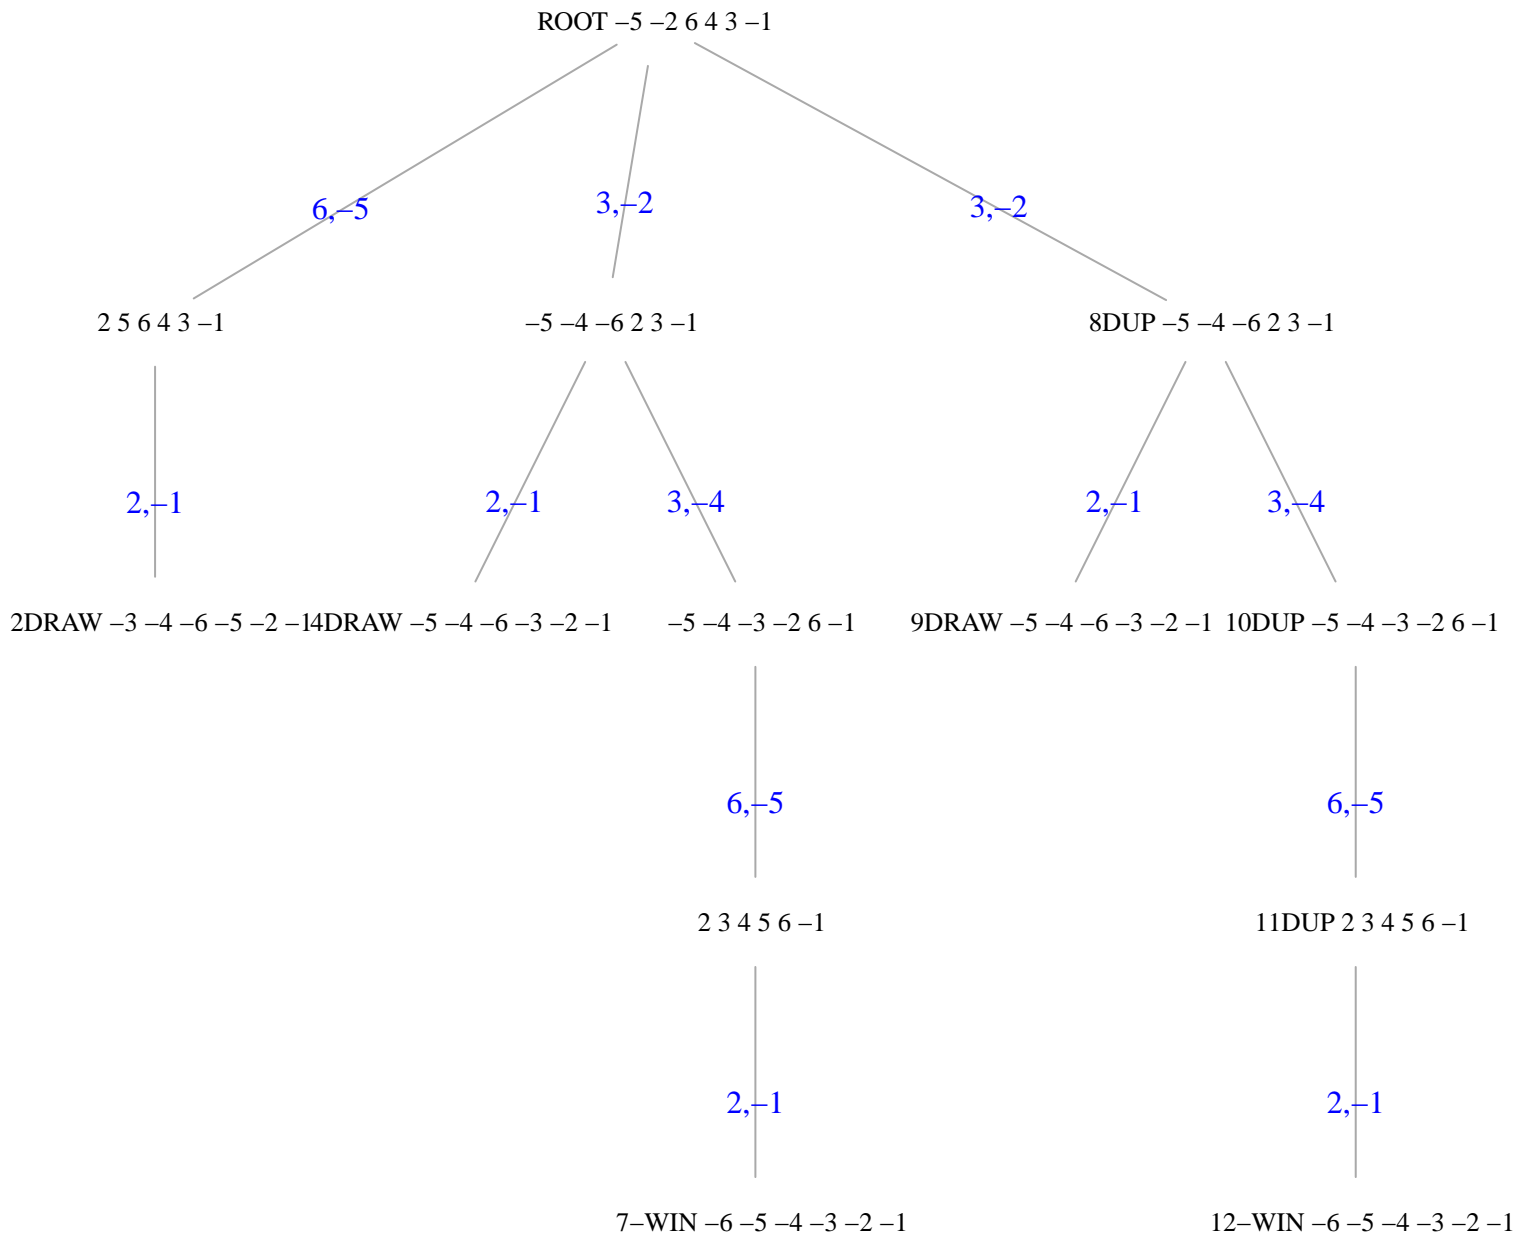 ROOT –5 –2 6 4 3 –1
6,–5 3,–2 3,–2
2 5 6 4 3 –1 –5 –4 –6 2 3 –1 8DUP –5 –4 –6 2 3 –1
2,–1 2,–1 3,–4 2,–1 3,–4
2DRAW –3 –4 –6 –5 –2 –1 4DRAW –5 –4 –6 –3 –2 –1 –5 –4 –3 –2 6 –1 9DRAW –5 –4 –6 –3 –2 –1 10DUP –5 –4 –3 –2 6 –1
6,–5 6,–5
2 3 4 5 6 –1 11DUP 2 3 4 5 6 –1
2,–1 2,–1
7–WIN –6 –5 –4 –3 –2 –1 12–WIN –6 –5 –4 –3 –2 –1